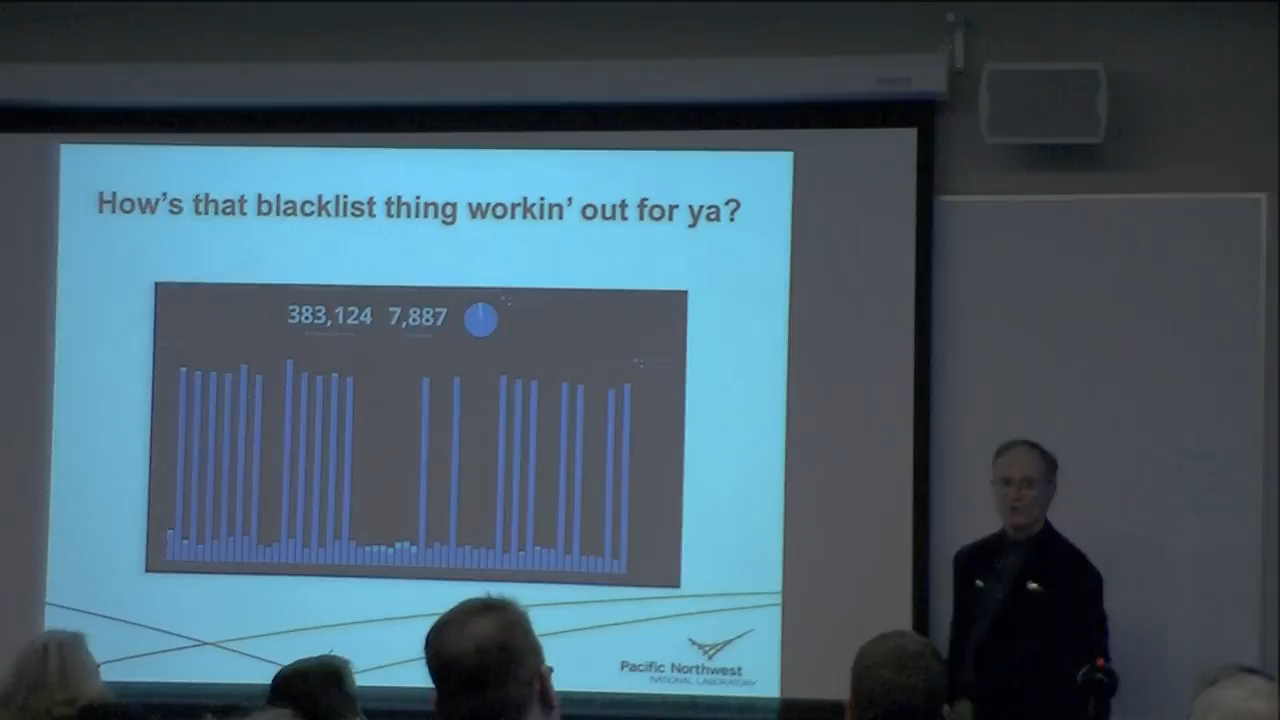 How's that blacklist thing workin' out for ya?
383,124 7,887
Pacific Northwest
NATIONAL LABORATORY